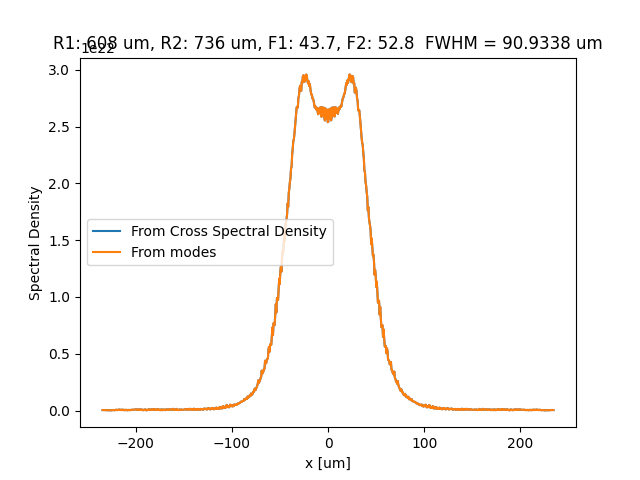 R1: 608 um, R2: 736 um, F1: 43.7, F2: 52.8  FWHM = 90.9338 um
1e22
3.0
2.5
2.0
1.5
1.0
0.5
0.0
Spectral Density
From Cross Spectral Density
From modes
−200
−100
0
100
200
x [um]